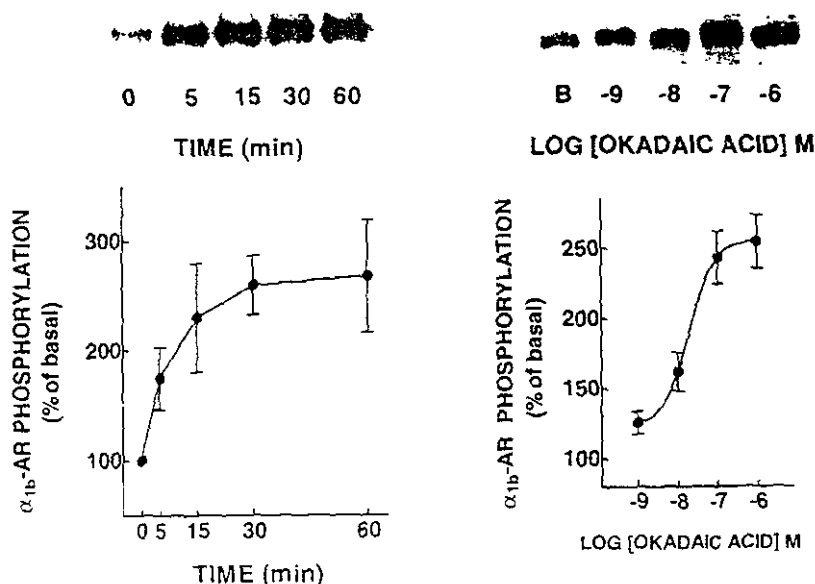 0 5 15 30 60
TIME (min)
B -9 -8 -7 -6
LOG [OKADAIC ACID] M
α1b-AR PHOSPHORYLATION
(% of basal)
300
200
100
0 5 15 30 60
TIME (min)
α1b-AR PHOSPHORYLATION
(% of basal)
250
200
150
100
-9 -8 -7 -6
LOG [OKADAIC ACID] M